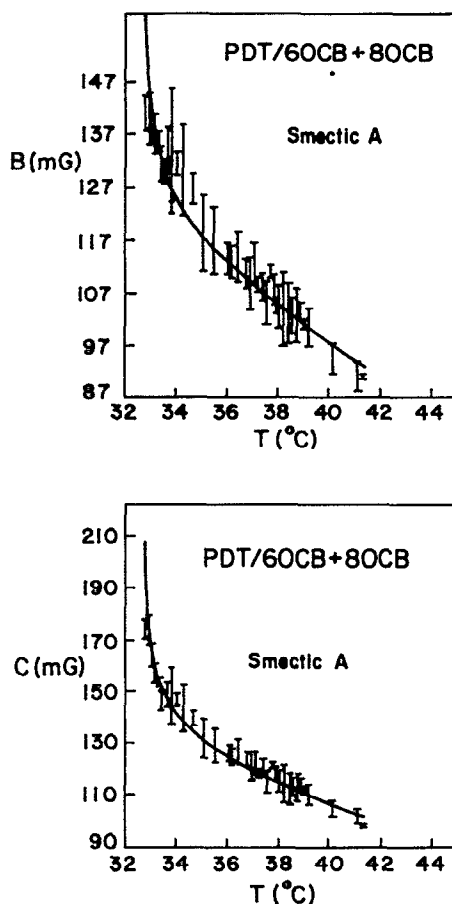 PDT/6OCB+8OCB
Smectic A
B(mG)
147
137
127
117
107
97
87
32 34 36 38 40 42 44
T (°C)
PDT/6OCB+8OCB
Smectic A
C(mG)
210
190
170
150
130
110
90
32 34 36 38 40 42 44
T (°C)